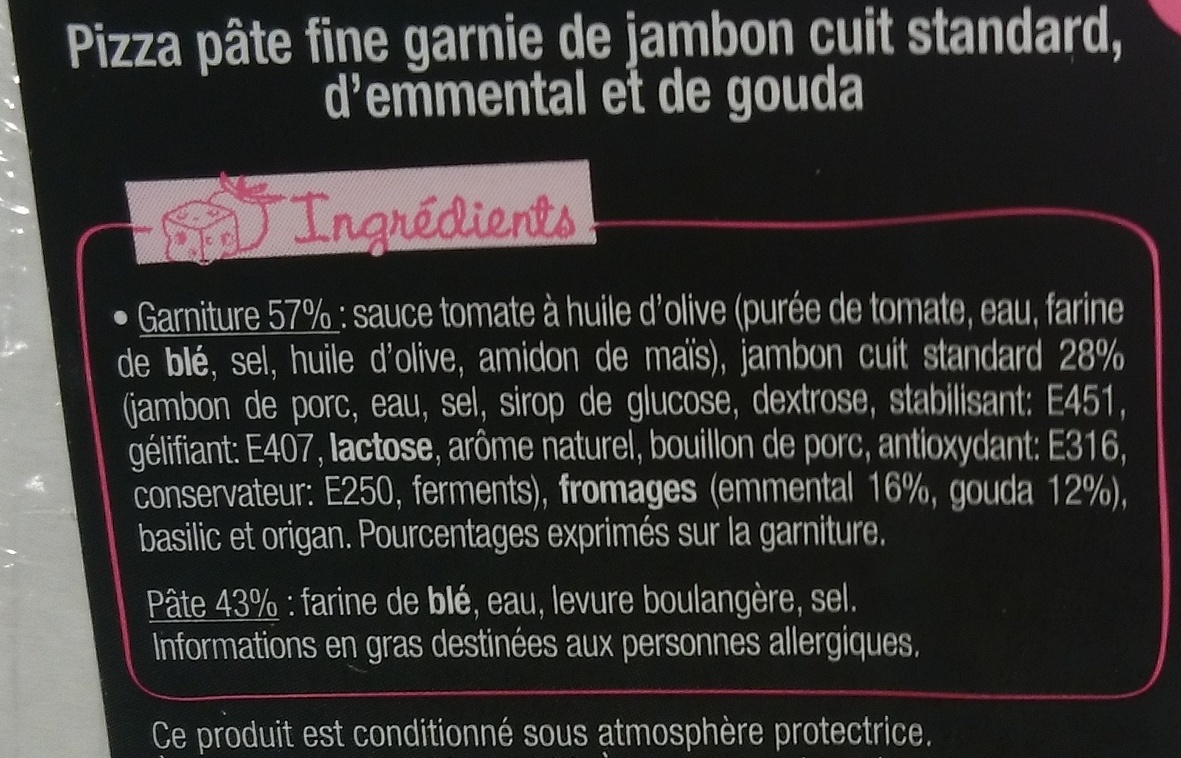 Pizza pâte fine garnie de jambon cuit standard,
d'emmental et de gouda
Ingrédients
• Garniture 57% : sauce tomate à huile d'olive (purée de tomate, eau, farine
de blé, sel, huile d'olive, amidon de maïs), jambon cuit standard 28%
(jambon de porc, eau, sel, sirop de glucose, dextrose, stabilisant: E451,
gélifiant: E407, lactose, arôme naturel, bouillon de porc, antioxydant: E316,
conservateur: E250, ferments), fromages (emmental 16%, gouda 12%),
basilic et origan. Pourcentages exprimés sur la garniture.
Pâte 43% : farine de blé, eau, levure boulangère, sel.
Informations en gras destinées aux personnes allergiques.
Ce produit est conditionné sous atmosphère protectrice.